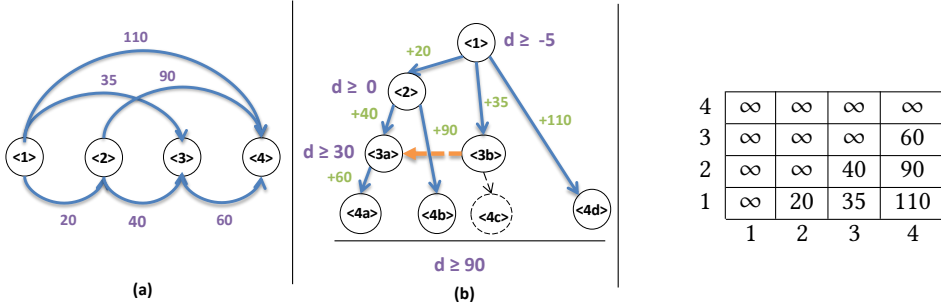 110
35
90
<1>
<2>
<3>
<4>
20
40
60
(a)
<1>
d ≥ -5
+20
d ≥ 0
<2>
+35
+40
+90
+110
d ≥ 30
<3a>
<3b>
+60
<4a>
<4b>
<4c>
<4d>
d ≥ 90
(b)
4 ∞ ∞ ∞ ∞
3 ∞ ∞ ∞ 60
2 ∞ ∞ 40 90
1 ∞ 20 35 110
1 2 3 4